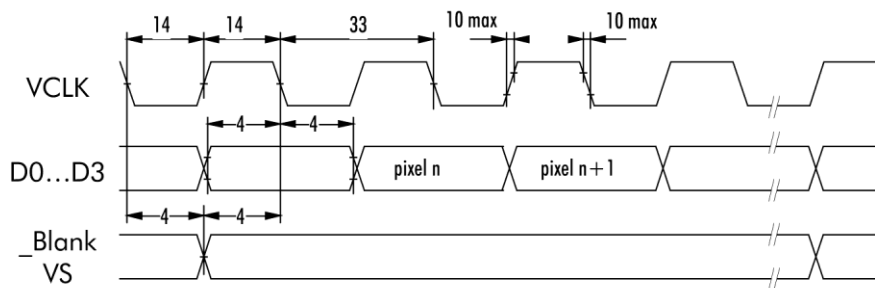 14 14 33 10 max 10 max
VCLK
4 4
D0...D3 pixel n pixel n+1
4 4
_Blank
VS